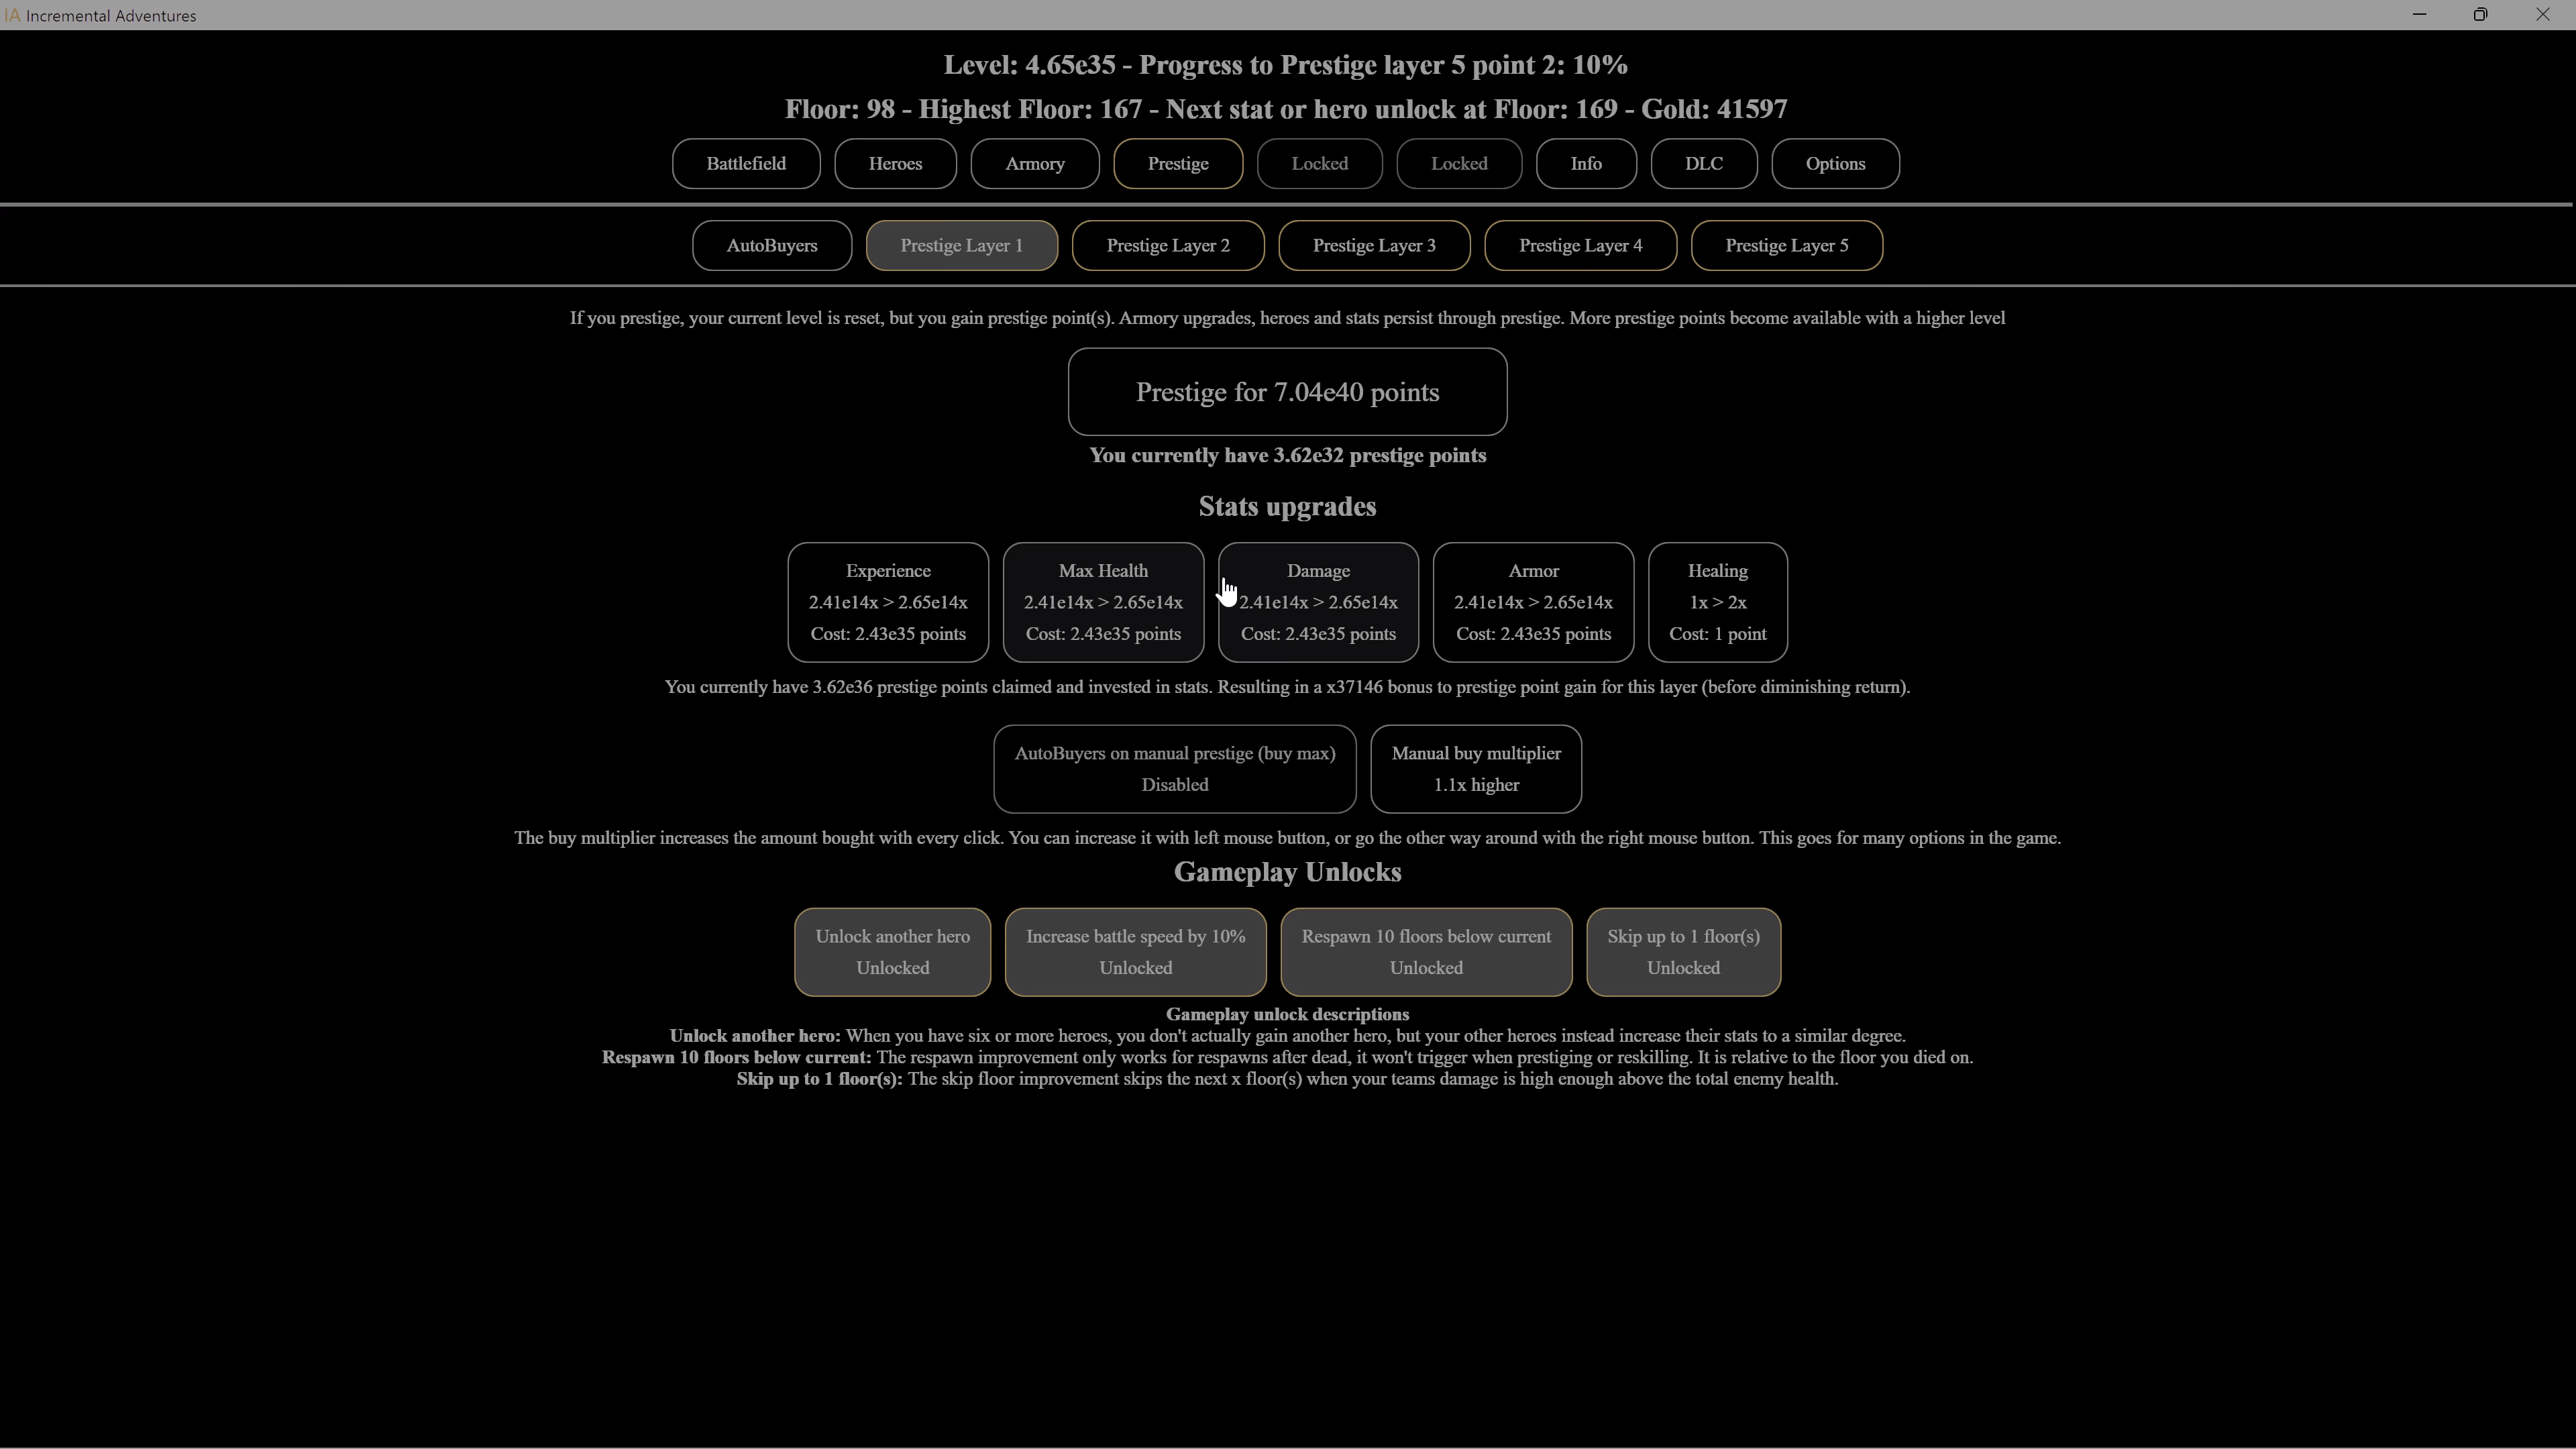 IA Incremental Adventures
Level: 4.65e35 - Progress to Prestige layer 5 point 2: 10%
Floor: 98 - Highest Floor: 167 - Next stat or hero unlock at Floor: 169 - Gold: 41597
Battlefield Heroes Armory Prestige Locked Locked Info DLC Options
AutoBuyers Prestige Layer 1 Prestige Layer 2 Prestige Layer 3 Prestige Layer 4 Prestige Layer 5
If you prestige, your current level is reset, but you gain prestige point(s). Armory upgrades, heroes and stats persist through prestige. More prestige points become available with a higher level
Prestige for 7.04e40 points
You currently have 3.62e32 prestige points
Stats upgrades
Experience
2.41e14x > 2.65e14x
Cost: 2.43e35 points
Max Health
2.41e14x > 2.65e14x
Cost: 2.43e35 points
Damage
2.41e14x > 2.65e14x
Cost: 2.43e35 points
Armor
2.41e14x > 2.65e14x
Cost: 2.43e35 points
Healing
1x > 2x
Cost: 1 point
You currently have 3.62e36 prestige points claimed and invested in stats. Resulting in a x37146 bonus to prestige point gain for this layer (before diminishing return).
AutoBuyers on manual prestige (buy max)
Disabled
Manual buy multiplier
1.1x higher
The buy multiplier increases the amount bought with every click. You can increase it with left mouse button, or go the other way around with the right mouse button. This goes for many options in the game.
Gameplay Unlocks
Unlock another hero
Unlocked
Increase battle speed by 10%
Unlocked
Respawn 10 floors below current
Unlocked
Skip up to 1 floor(s)
Unlocked
Gameplay unlock descriptions
Unlock another hero: When you have six or more heroes, you don't actually gain another hero, but your other heroes instead increase their stats to a similar degree.
Respawn 10 floors below current: The respawn improvement only works for respawns after dead, it won't trigger when prestiging or reskilling. It is relative to the floor you died on.
Skip up to 1 floor(s): The skip floor improvement skips the next x floor(s) when your teams damage is high enough above the total enemy health.